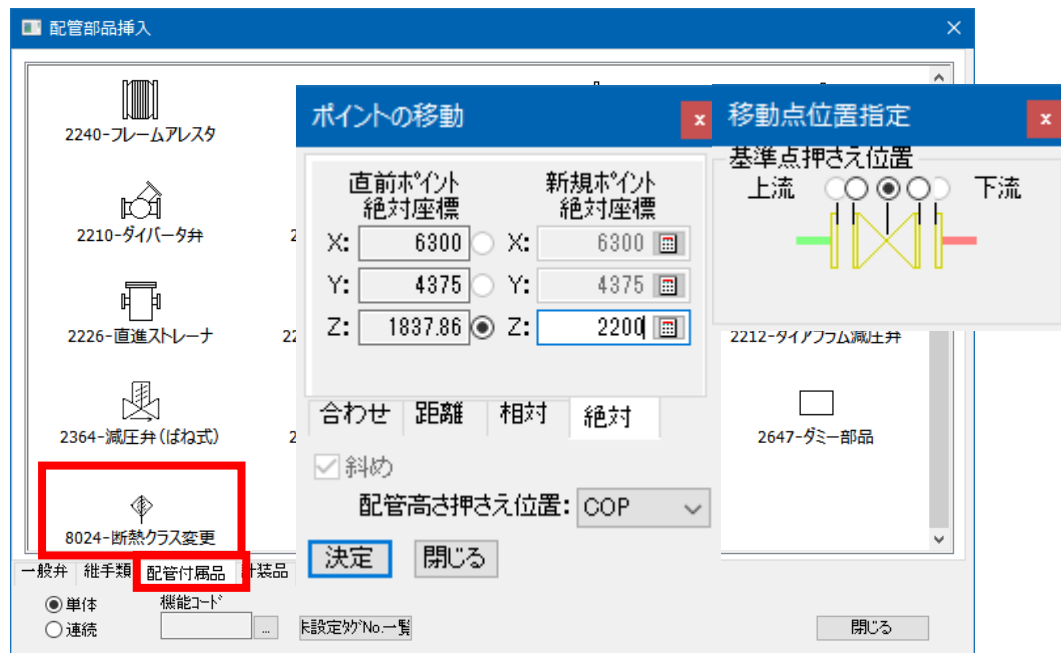 配管部品挿入
2240-フレームアレスタ
2210-ダイバータ弁
2226-直進ストレーナ
2364-減圧弁(ばね式)
8024-断熱クラス変更
2212-ダイアフラム減圧弁
2647-ダミー部品
ポイントの移動
直前ポイント 新規ポイント
絶対座標 絶対座標
X: 6300 X: 6300
Y: 4375 Y: 4375
Z: 1837.86 Z: 2200
合わせ 距離 相対 絶対
斜め
配管高さ押さえ位置: COP
決定 閉じる
移動点位置指定
基準点押さえ位置
上流 下流
一般弁 継手類 配管付属品 計装品
単体 機能コード
連続 ... 設定タグNo.一覧 閉じる